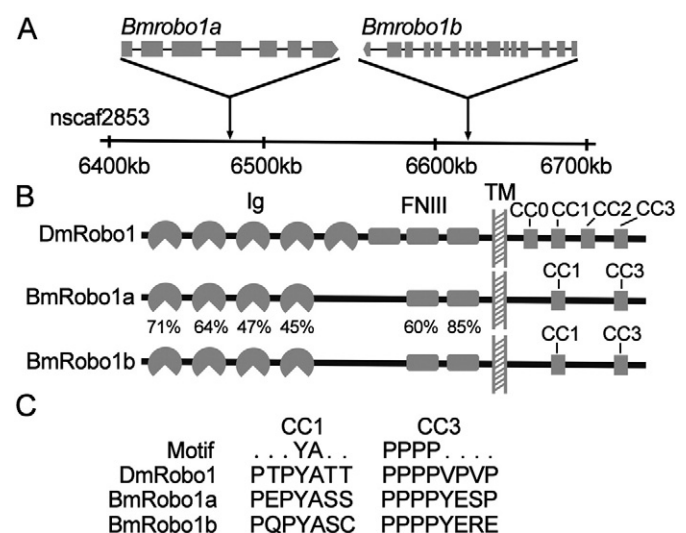 A
Bmrobo1a Bmrobo1b
nscaf2853
6400kb 6500kb 6600kb 6700kb
B
Ig FNIII TM
CC0 CC1 CC2 CC3
DmRobo1
BmRobo1a CC1 CC3
71% 64% 47% 45% 60% 85%
BmRobo1b CC1 CC3
C
CC1 CC3
Motif . . . YA . . PPPP . . . .
DmRobo1 PTPYATT PPPPVPVP
BmRobo1a PEPYASS PPPPYESP
BmRobo1b PQPYASC PPPPYERE